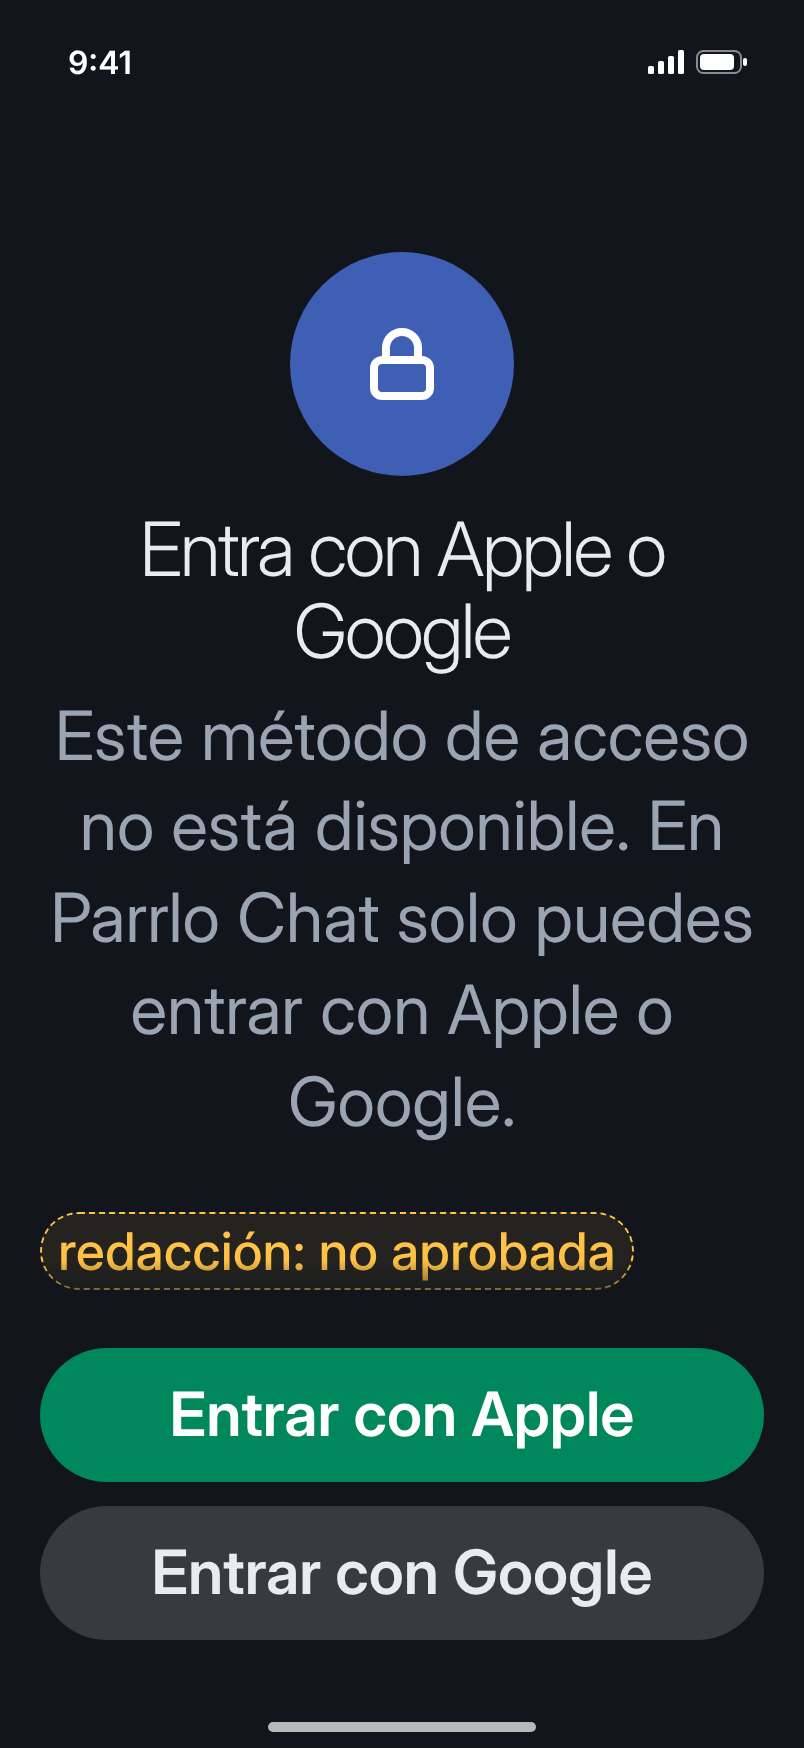 9:41
Entra con Apple o
Google
Este método de acceso
no está disponible. En
Parrlo Chat solo puedes
entrar con Apple o
Google.
redacción: no aprobada
Entrar con Apple
Entrar con Google